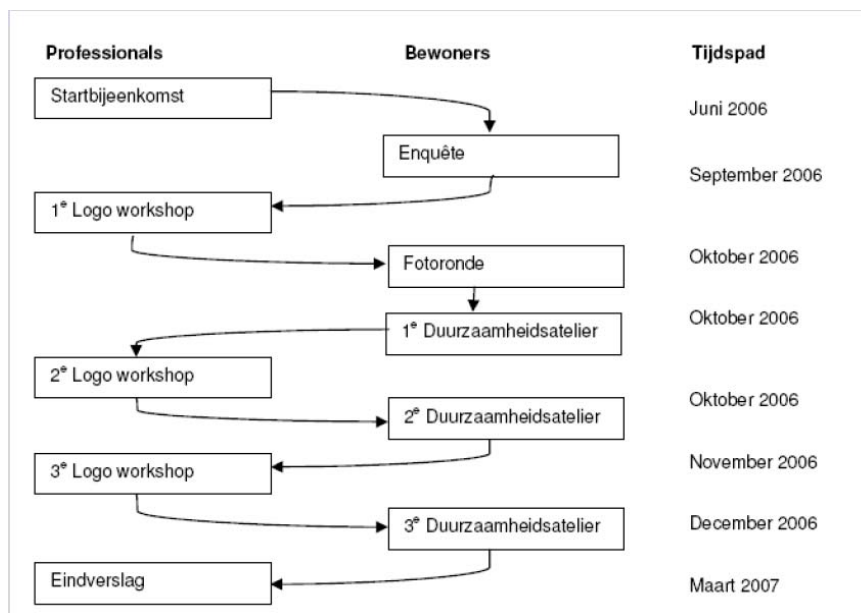 Professionals Bewoners Tijdspad
Startbijeenkomst
Juni 2006
Enquête
September 2006
1e Logo workshop
Fotoronde
Oktober 2006
1e Duurzaamheidsatelier
Oktober 2006
2e Logo workshop
Oktober 2006
2e Duurzaamheidsatelier
3e Logo workshop
November 2006
3e Duurzaamheidsatelier
December 2006
Eindverslag
Maart 2007